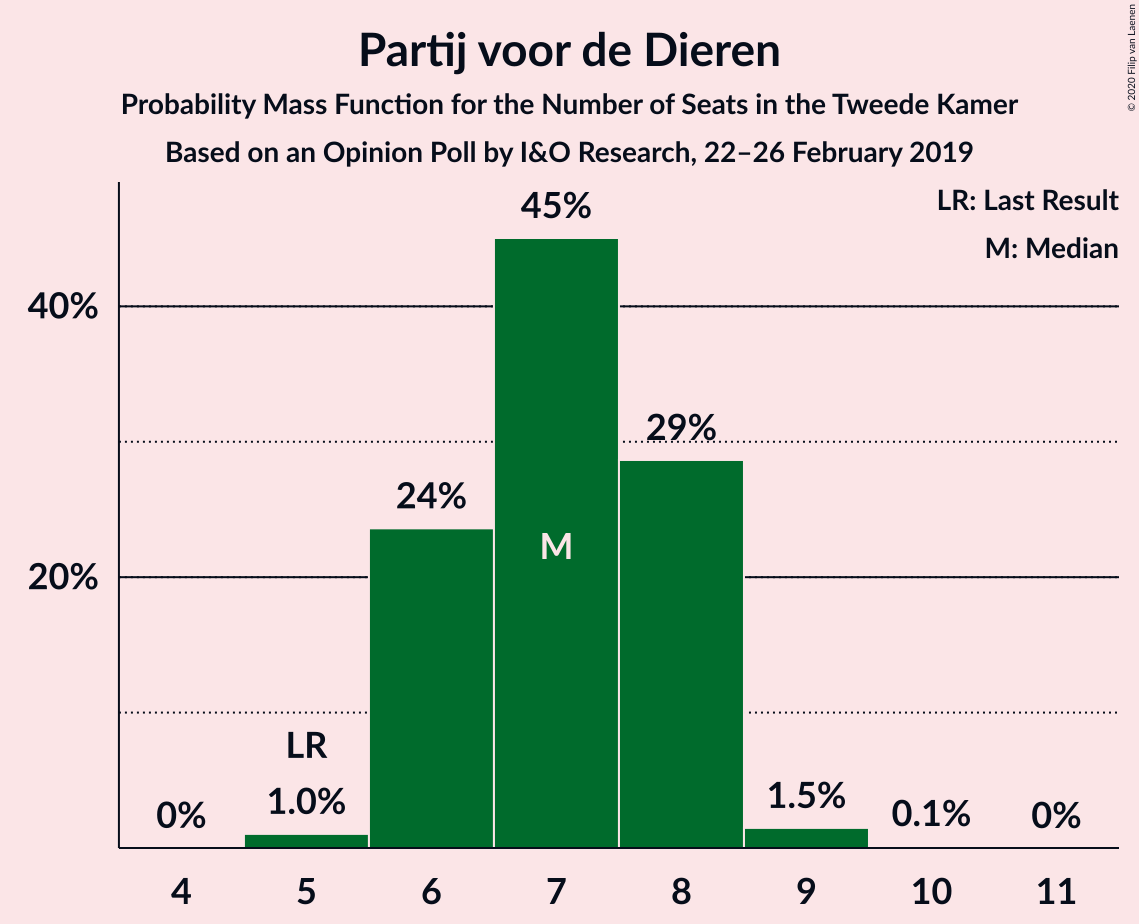 Partij voor de Dieren
Probability Mass Function for the Number of Seats in the Tweede Kamer
Based on an Opinion Poll by I&O Research, 22–26 February 2019
© 2020 Filip van Laenen
LR: Last Result
M: Median
45%
40%
29%
24%
M
20%
LR
0%
1.0%
1.5%
0.1%
0%
4 5 6 7 8 9 10 11